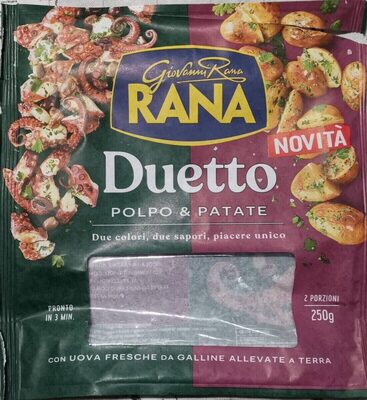 Giovanni Rana
RANA
NOVITÀ
Duetto
POLPO & PATATE
Due colori, due sapori, piacere unico
PRONTO
IN 3 MIN.
2 PORZIONI
250g
CON UOVA FRESCHE DA GALLINE ALLEVATE A TERRA